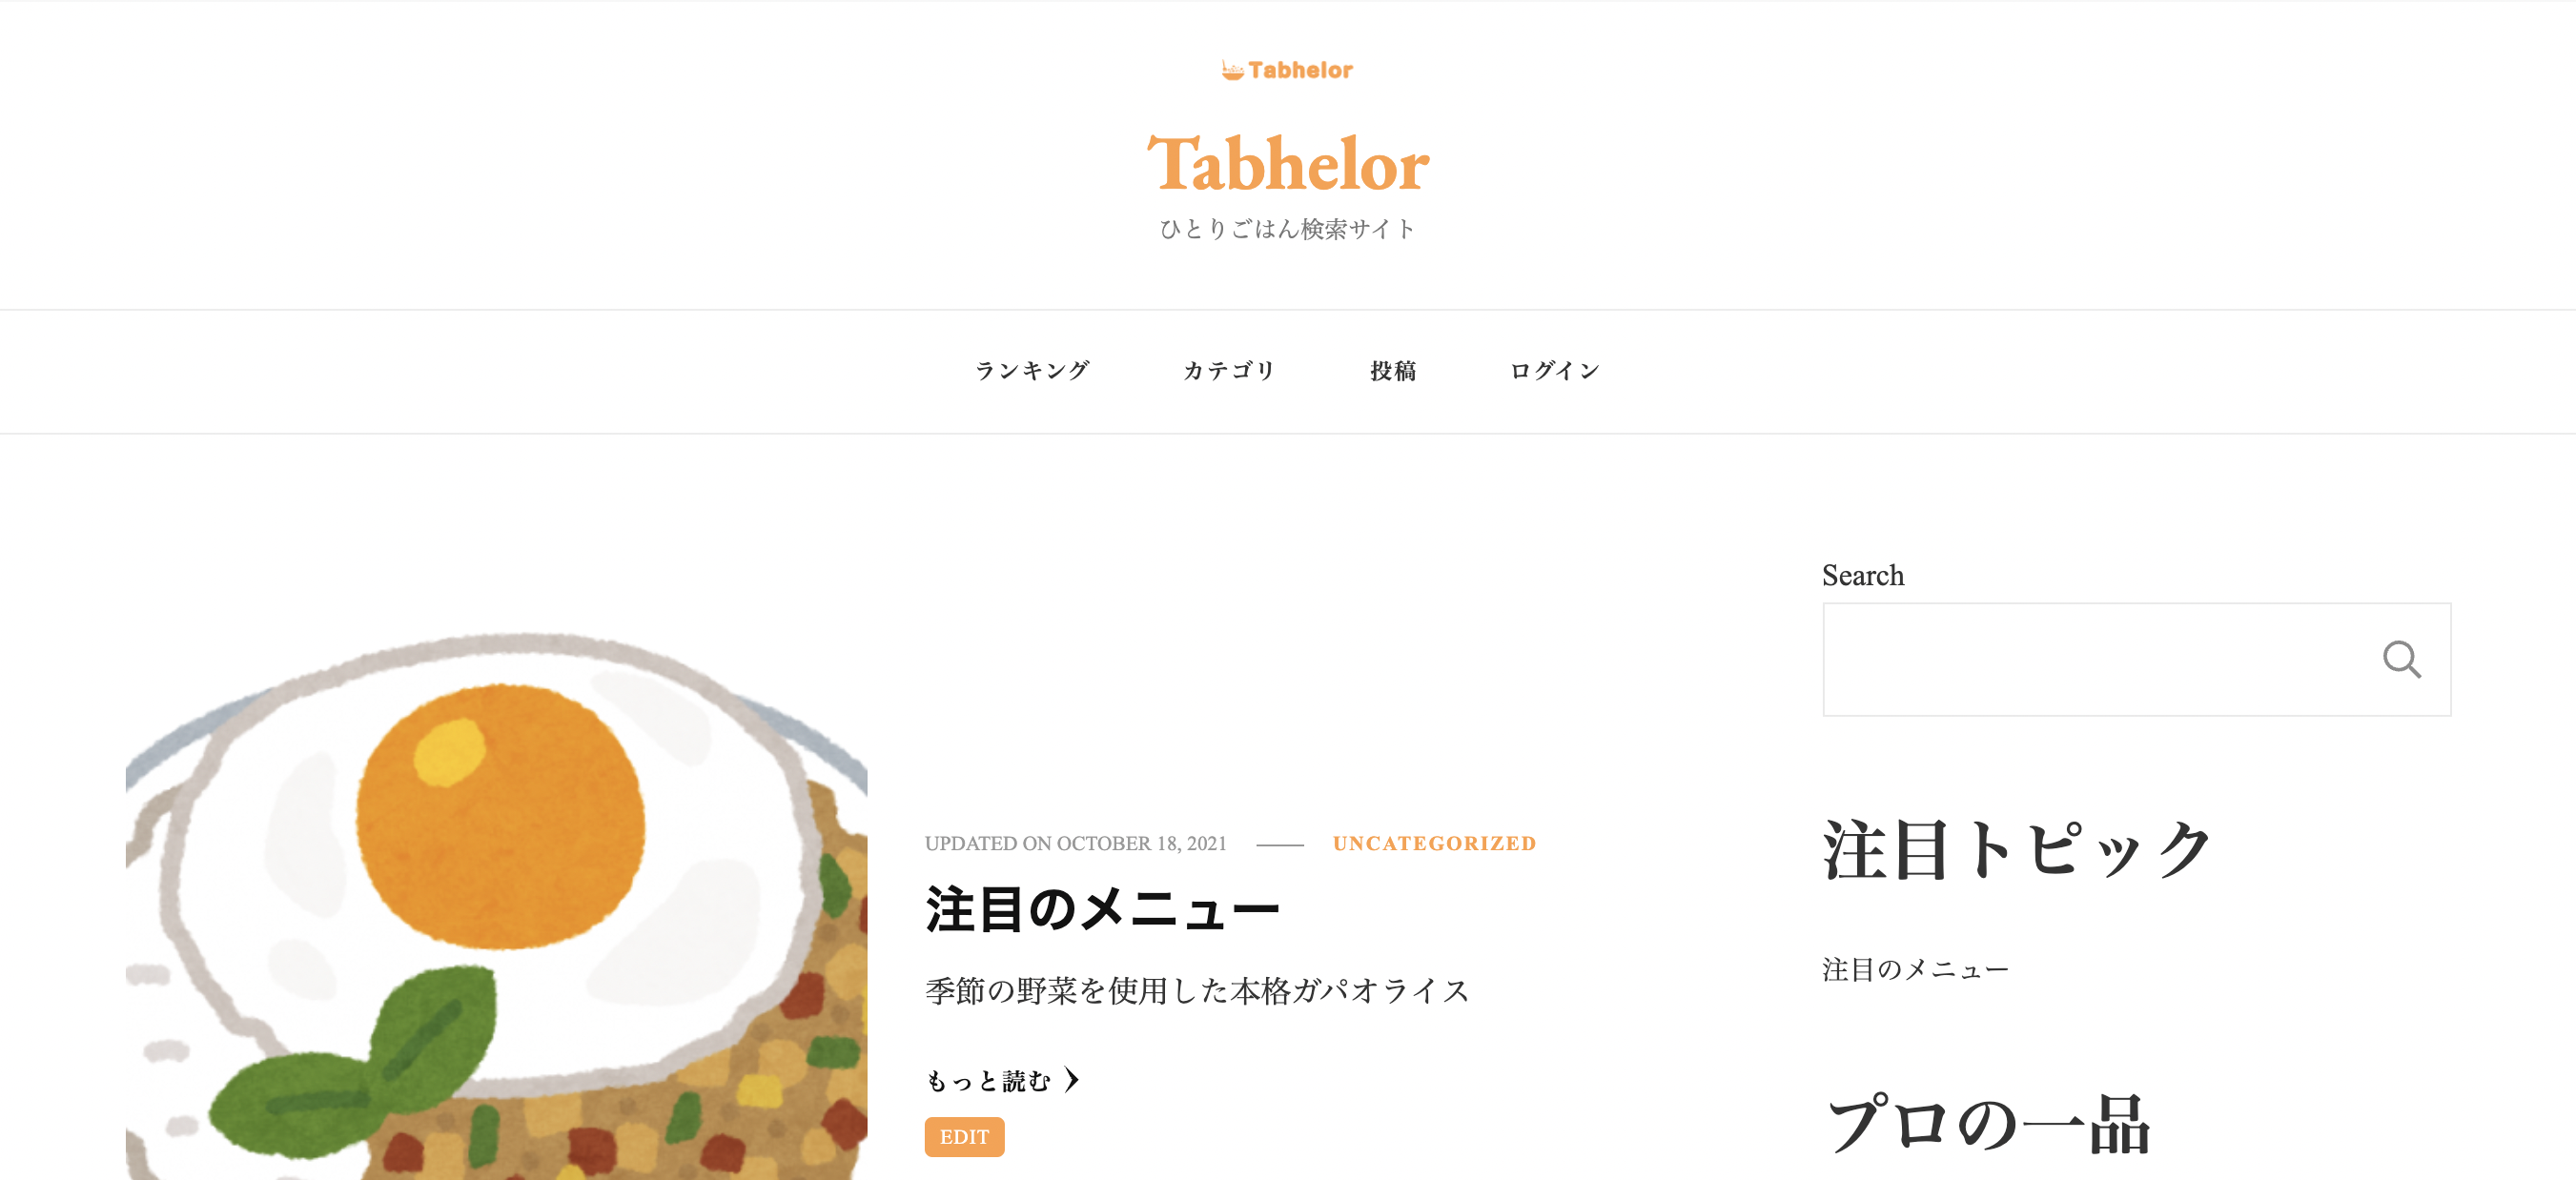 Tabhelor
Tabhelor
ひとりごはん検索サイト
ランキング カテゴリ 投稿 ログイン
UPDATED ON OCTOBER 18, 2021 — UNCATEGORIZED
注目のメニュー
季節の野菜を使用した本格ガパオライス
もっと読む
EDIT
Search
注目トピック
注目のメニュー
プロの一品